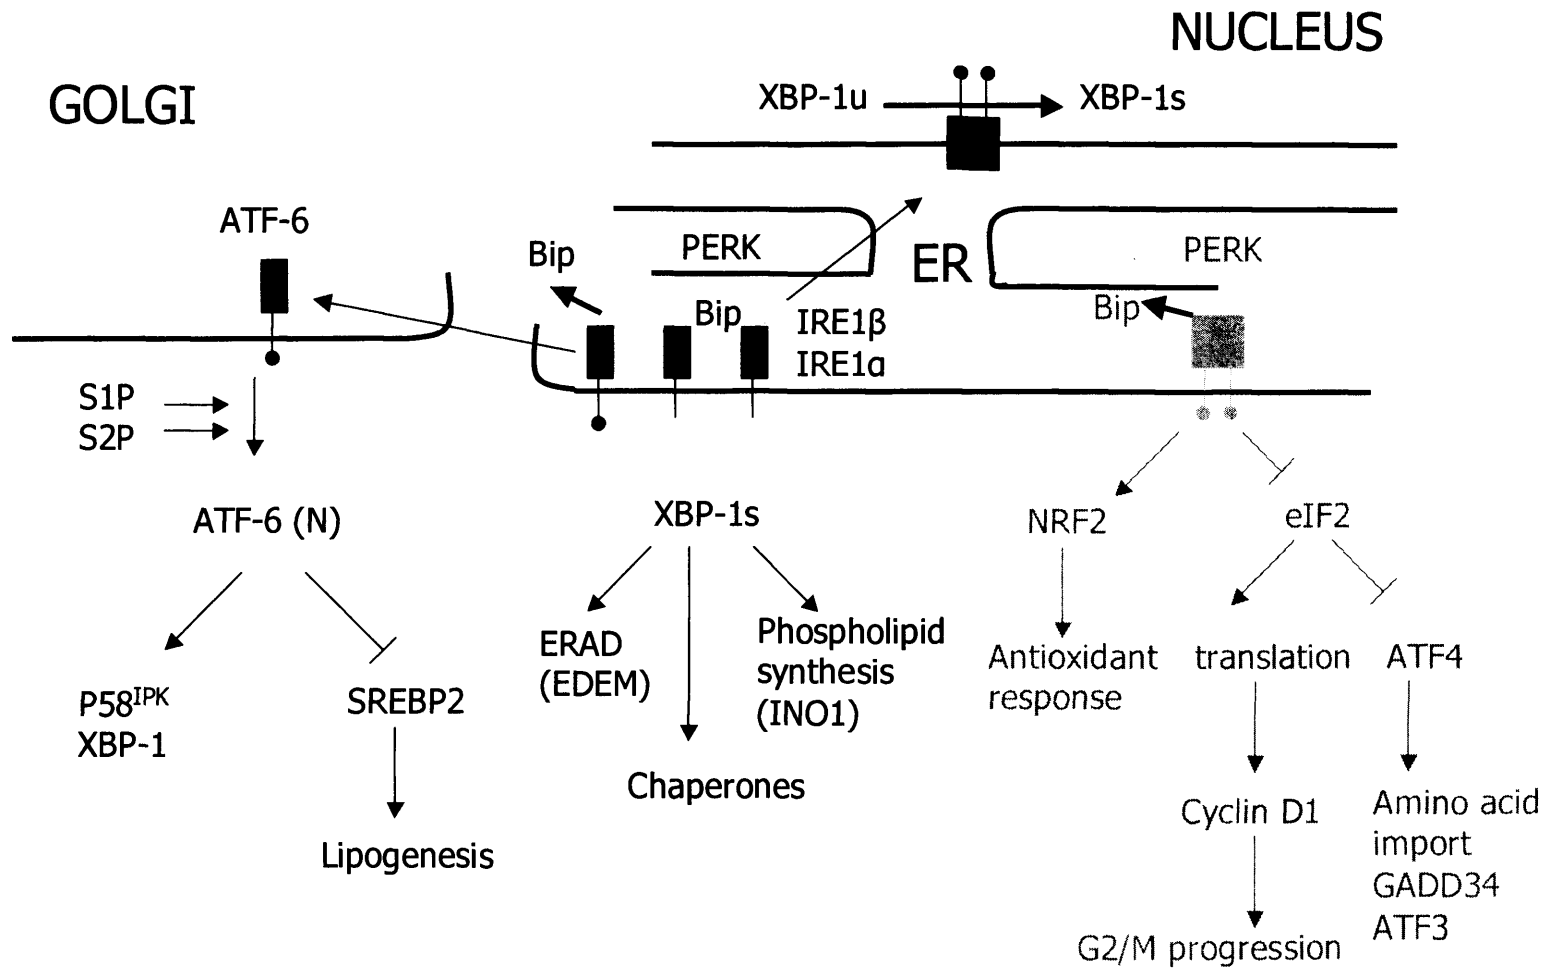 NUCLEUS
GOLGI
XBP-1u
XBP-1s
ATF-6
Bip
PERK
ER
PERK
Bip
IRE1β
IRE1α
Bip
S1P
S2P
ATF-6 (N)
XBP-1s
NRF2
eIF2
P58IPK
XBP-1
SREBP2
Lipogenesis
ERAD
(EDEM)
Chaperones
Phospholipid
synthesis
(INO1)
Antioxidant
response
translation
ATF4
Cyclin D1
G2/M progression
Amino acid
import
GADD34
ATF3